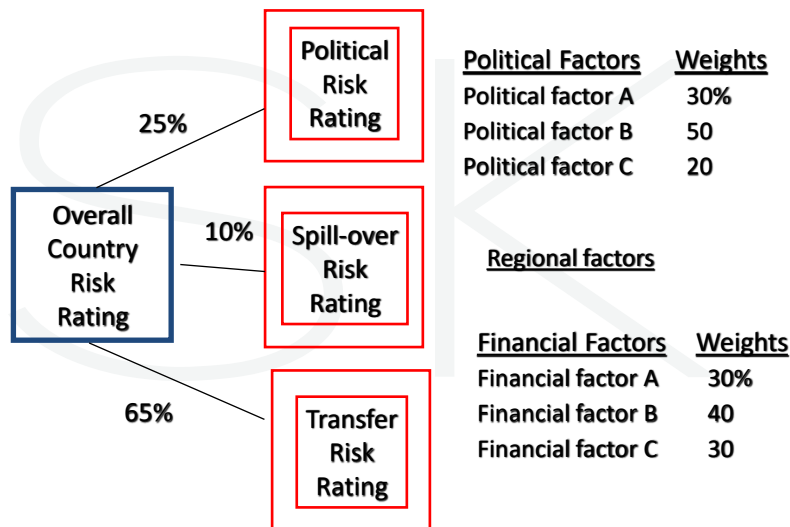 Political
Risk
Rating
Political Factors Weights
Political factor A 30%
Political factor B 50
Political factor C 20
25%
Overall
Country
Risk
Rating
10%
Spill-over
Risk
Rating
Regional factors
65%
Transfer
Risk
Rating
Financial Factors Weights
Financial factor A 30%
Financial factor B 40
Financial factor C 30
SK